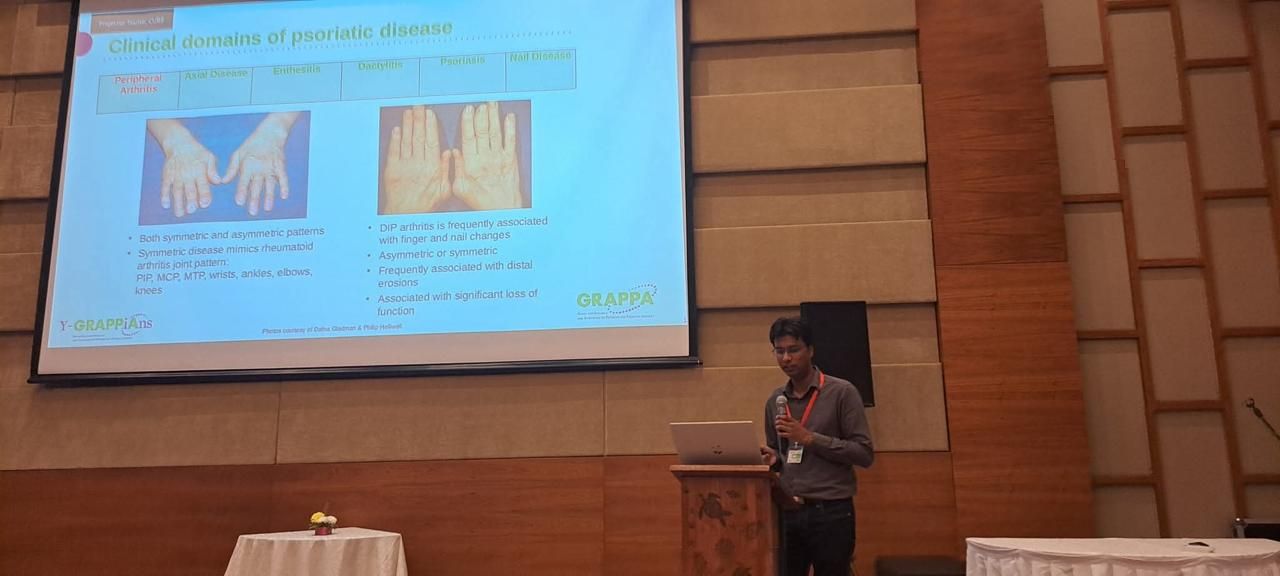 Clinical domains of psoriatic disease
Peripheral Arthritis
Axial Disease
Enthesitis
Dactylitis
Psoriasis
Nail Disease
• Both symmetric and asymmetric patterns
• Symmetric disease mimics rheumatoid
arthritis joint pattern:
PIP, MCP, MTP, wrists, ankles, elbows,
knees
• DIP arthritis is frequently associated
with finger and nail changes
• Asymmetric or symmetric
• Frequently associated with distal
erosions
• Associated with significant loss of
function
Y-GRAPPiAns
Photos courtesy of Dafna Gladman & Philip Helliwell
GRAPPA